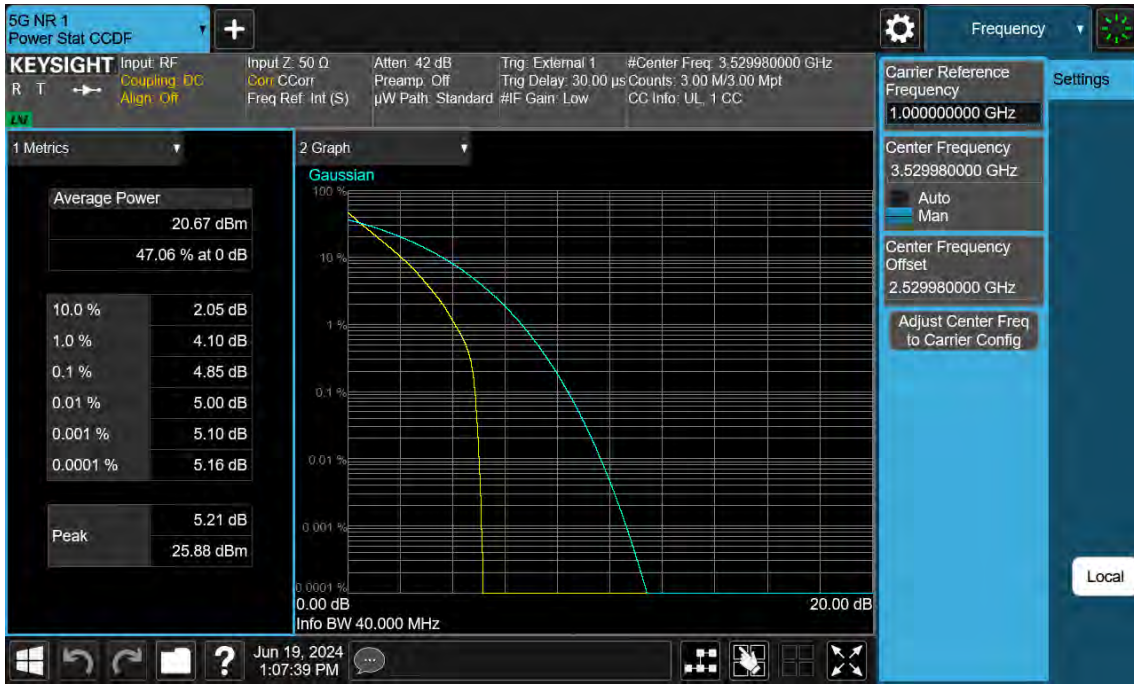 5G NR 1
Power Stat CCDF
+
Frequency
KEYSIGHT
R T
LNI
Input: RF
Coupling: DC
Align: Off
Input Z: 50 Ω
Corr CCorr
Freq Ref: Int (S)
Atten: 42 dB
Preamp: Off
µW Path: Standard
Trig: External 1
Trig Delay: 30.00 µs
#IF Gain: Low
#Center Freq: 3.529980000 GHz
Counts: 3.00 M/3.00 Mpt
CC Info: UL, 1 CC
1 Metrics
Average Power
20.67 dBm
47.06 % at 0 dB
10.0 % 2.05 dB
1.0 % 4.10 dB
0.1 % 4.85 dB
0.01 % 5.00 dB
0.001 % 5.10 dB
0.0001 % 5.16 dB
Peak
5.21 dB
25.88 dBm
2 Graph
Gaussian
100 %
10 %
1 %
0.1 %
0.01 %
0.001 %
0.0001 %
0.00 dB 20.00 dB
Info BW 40.000 MHz
Carrier Reference
Frequency
1.000000000 GHz
Center Frequency
3.529980000 GHz
Auto
Man
Center Frequency
Offset
2.529980000 GHz
Adjust Center Freq
to Carrier Config
Settings
Local
?
Jun 19, 2024
1:07:39 PM